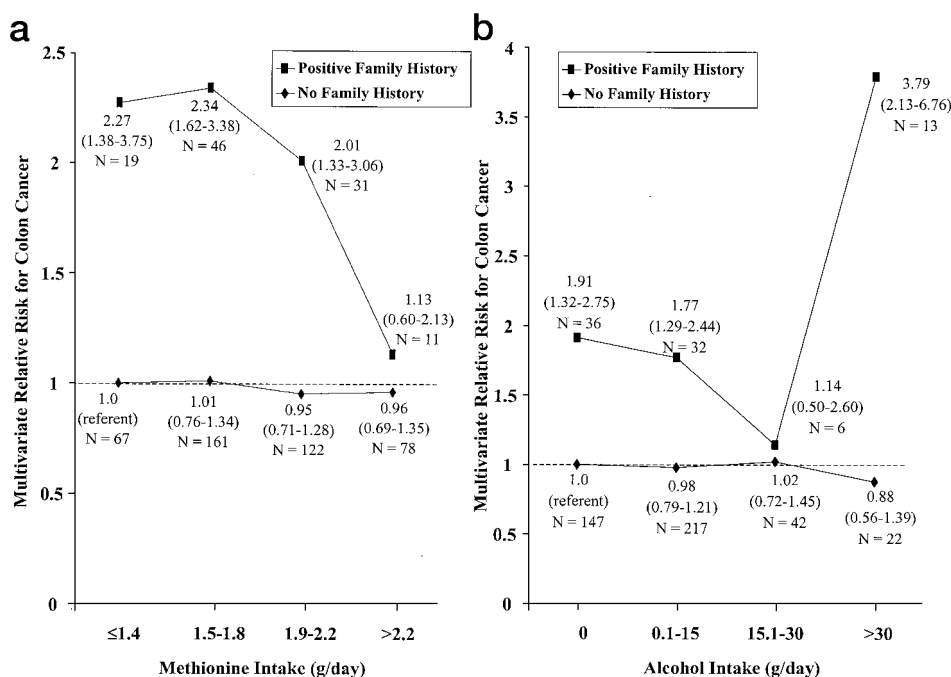 a
2.5
2
1.5
1
0.5
0
Multivariate Relative Risk for Colon Cancer
Positive Family History
No Family History
2.27
(1.38-3.75)
N = 19
2.34
(1.62-3.38)
N = 46
2.01
(1.33-3.06)
N = 31
1.13
(0.60-2.13)
N = 11
1.0
(referent)
N = 67
1.01
(0.76-1.34)
N = 161
0.95
(0.71-1.28)
N = 122
0.96
(0.69-1.35)
N = 78
≤1.4 1.5-1.8 1.9-2.2 >2.2
Methionine Intake (g/day)
b
4
3.5
3
2.5
2
1.5
1
0.5
0
Multivariate Relative Risk for Colon Cancer
Positive Family History
No Family History
1.91
(1.32-2.75)
N = 36
1.77
(1.29-2.44)
N = 32
1.14
(0.50-2.60)
N = 6
3.79
(2.13-6.76)
N = 13
1.0
(referent)
N = 147
0.98
(0.79-1.21)
N = 217
1.02
(0.72-1.45)
N = 42
0.88
(0.56-1.39)
N = 22
0 0.1-15 15.1-30 >30
Alcohol Intake (g/day)